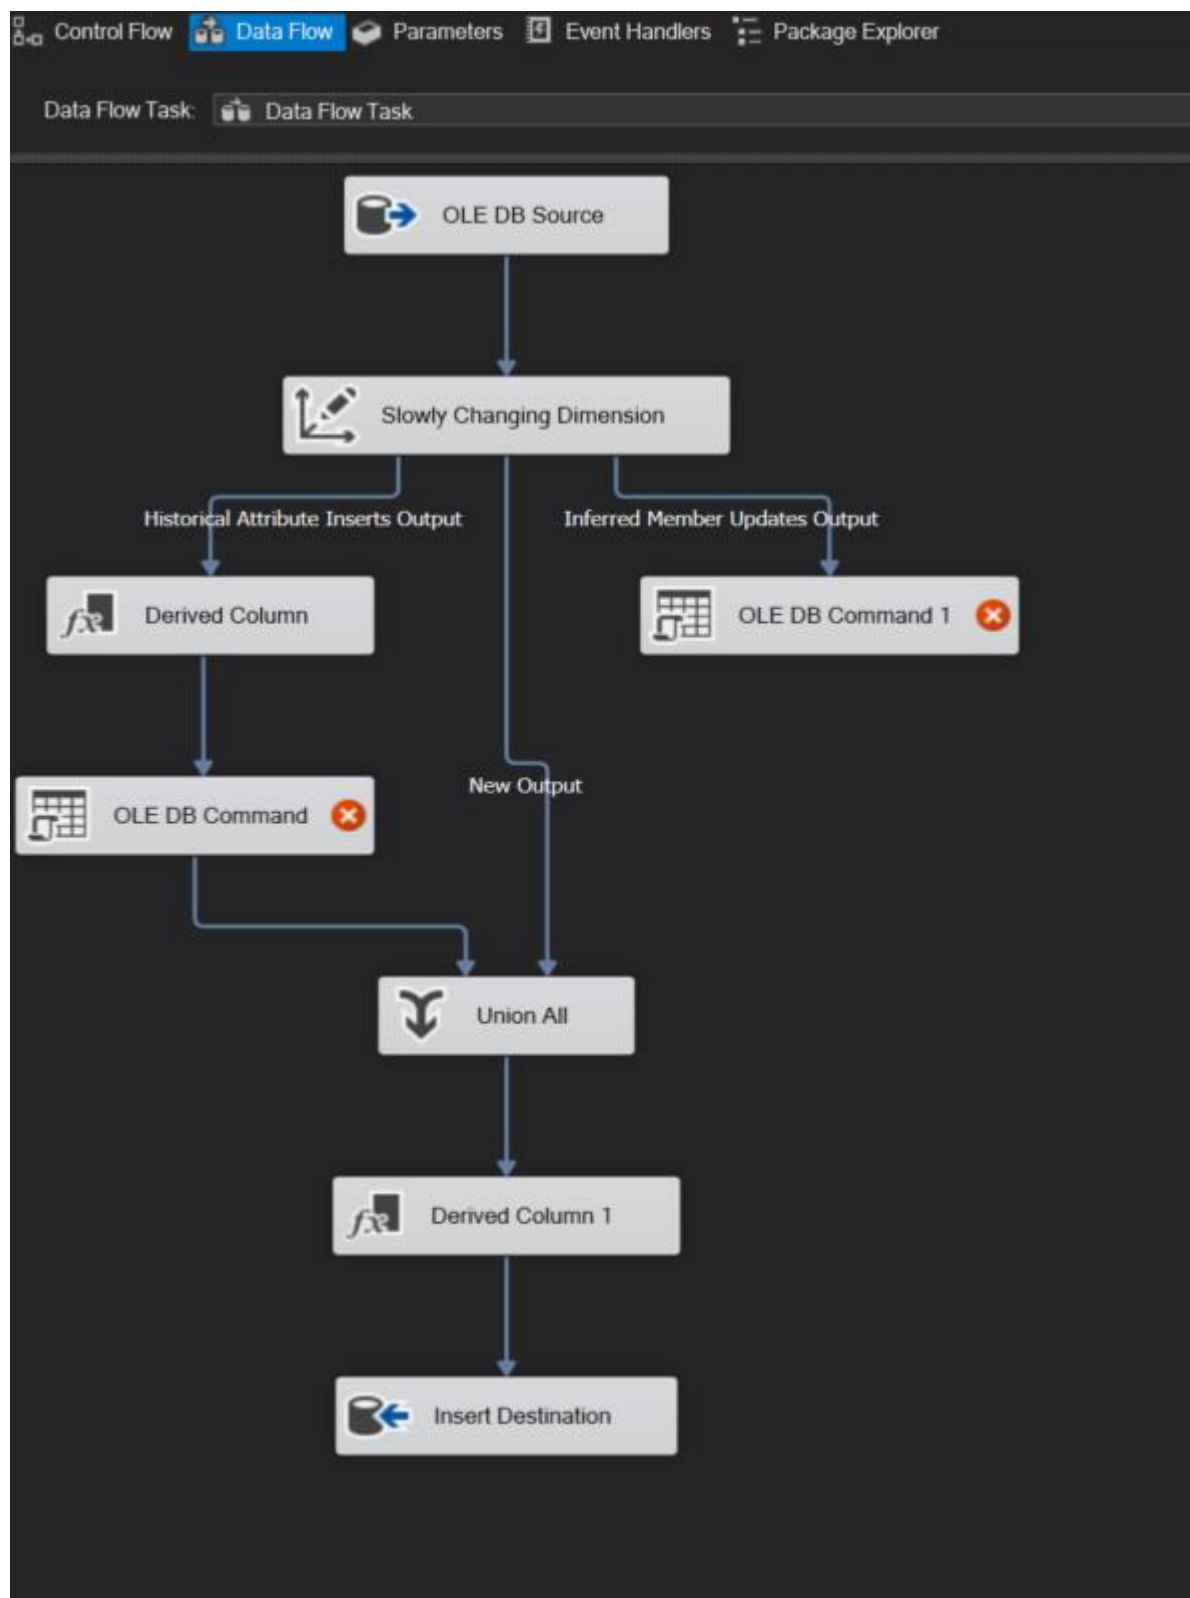 Control Flow Data Flow Parameters Event Handlers Package Explorer
Data Flow Task: Data Flow Task
OLE DB Source
Slowly Changing Dimension
Historical Attribute Inserts Output Inferred Member Updates Output
Derived Column OLE DB Command 1
New Output
OLE DB Command
Union All
Derived Column 1
Insert Destination